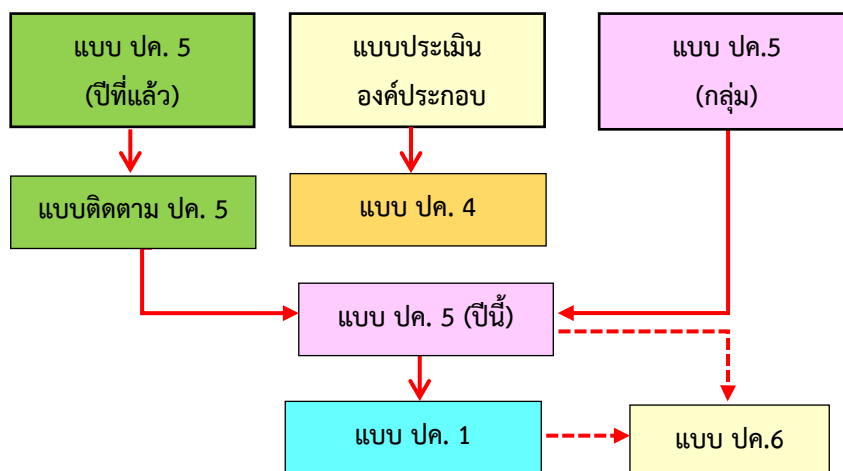 แบบ ปค. 5
(ปีที่แล้ว)
แบบประเมิน
องค์ประกอบ
แบบ ปค.5
(กลุ่ม)
แบบติดตาม ปค. 5
แบบ ปค. 4
แบบ ปค. 5 (ปีนี้)
แบบ ปค. 1
แบบ ปค.6